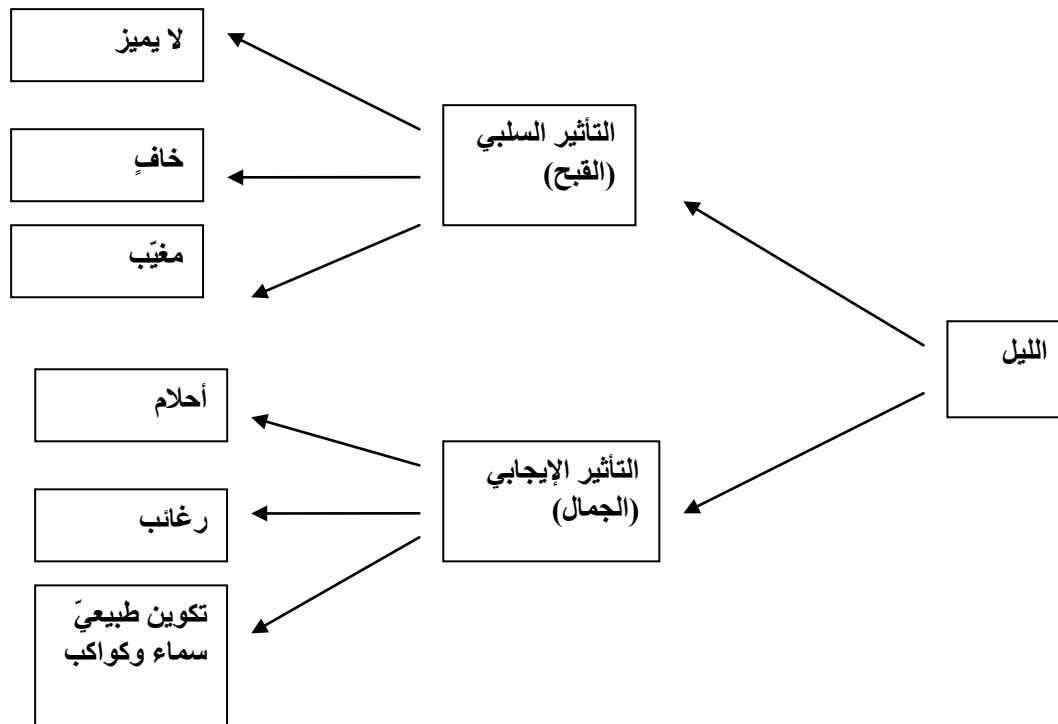 الليل
التأثير السلبي
(القبح)
لا يميز
خافٍ
مغيّب
التأثير الإيجابي
(الجمال)
أحلام
رغائب
تكوين طبيعيّ
سماء وكواكب